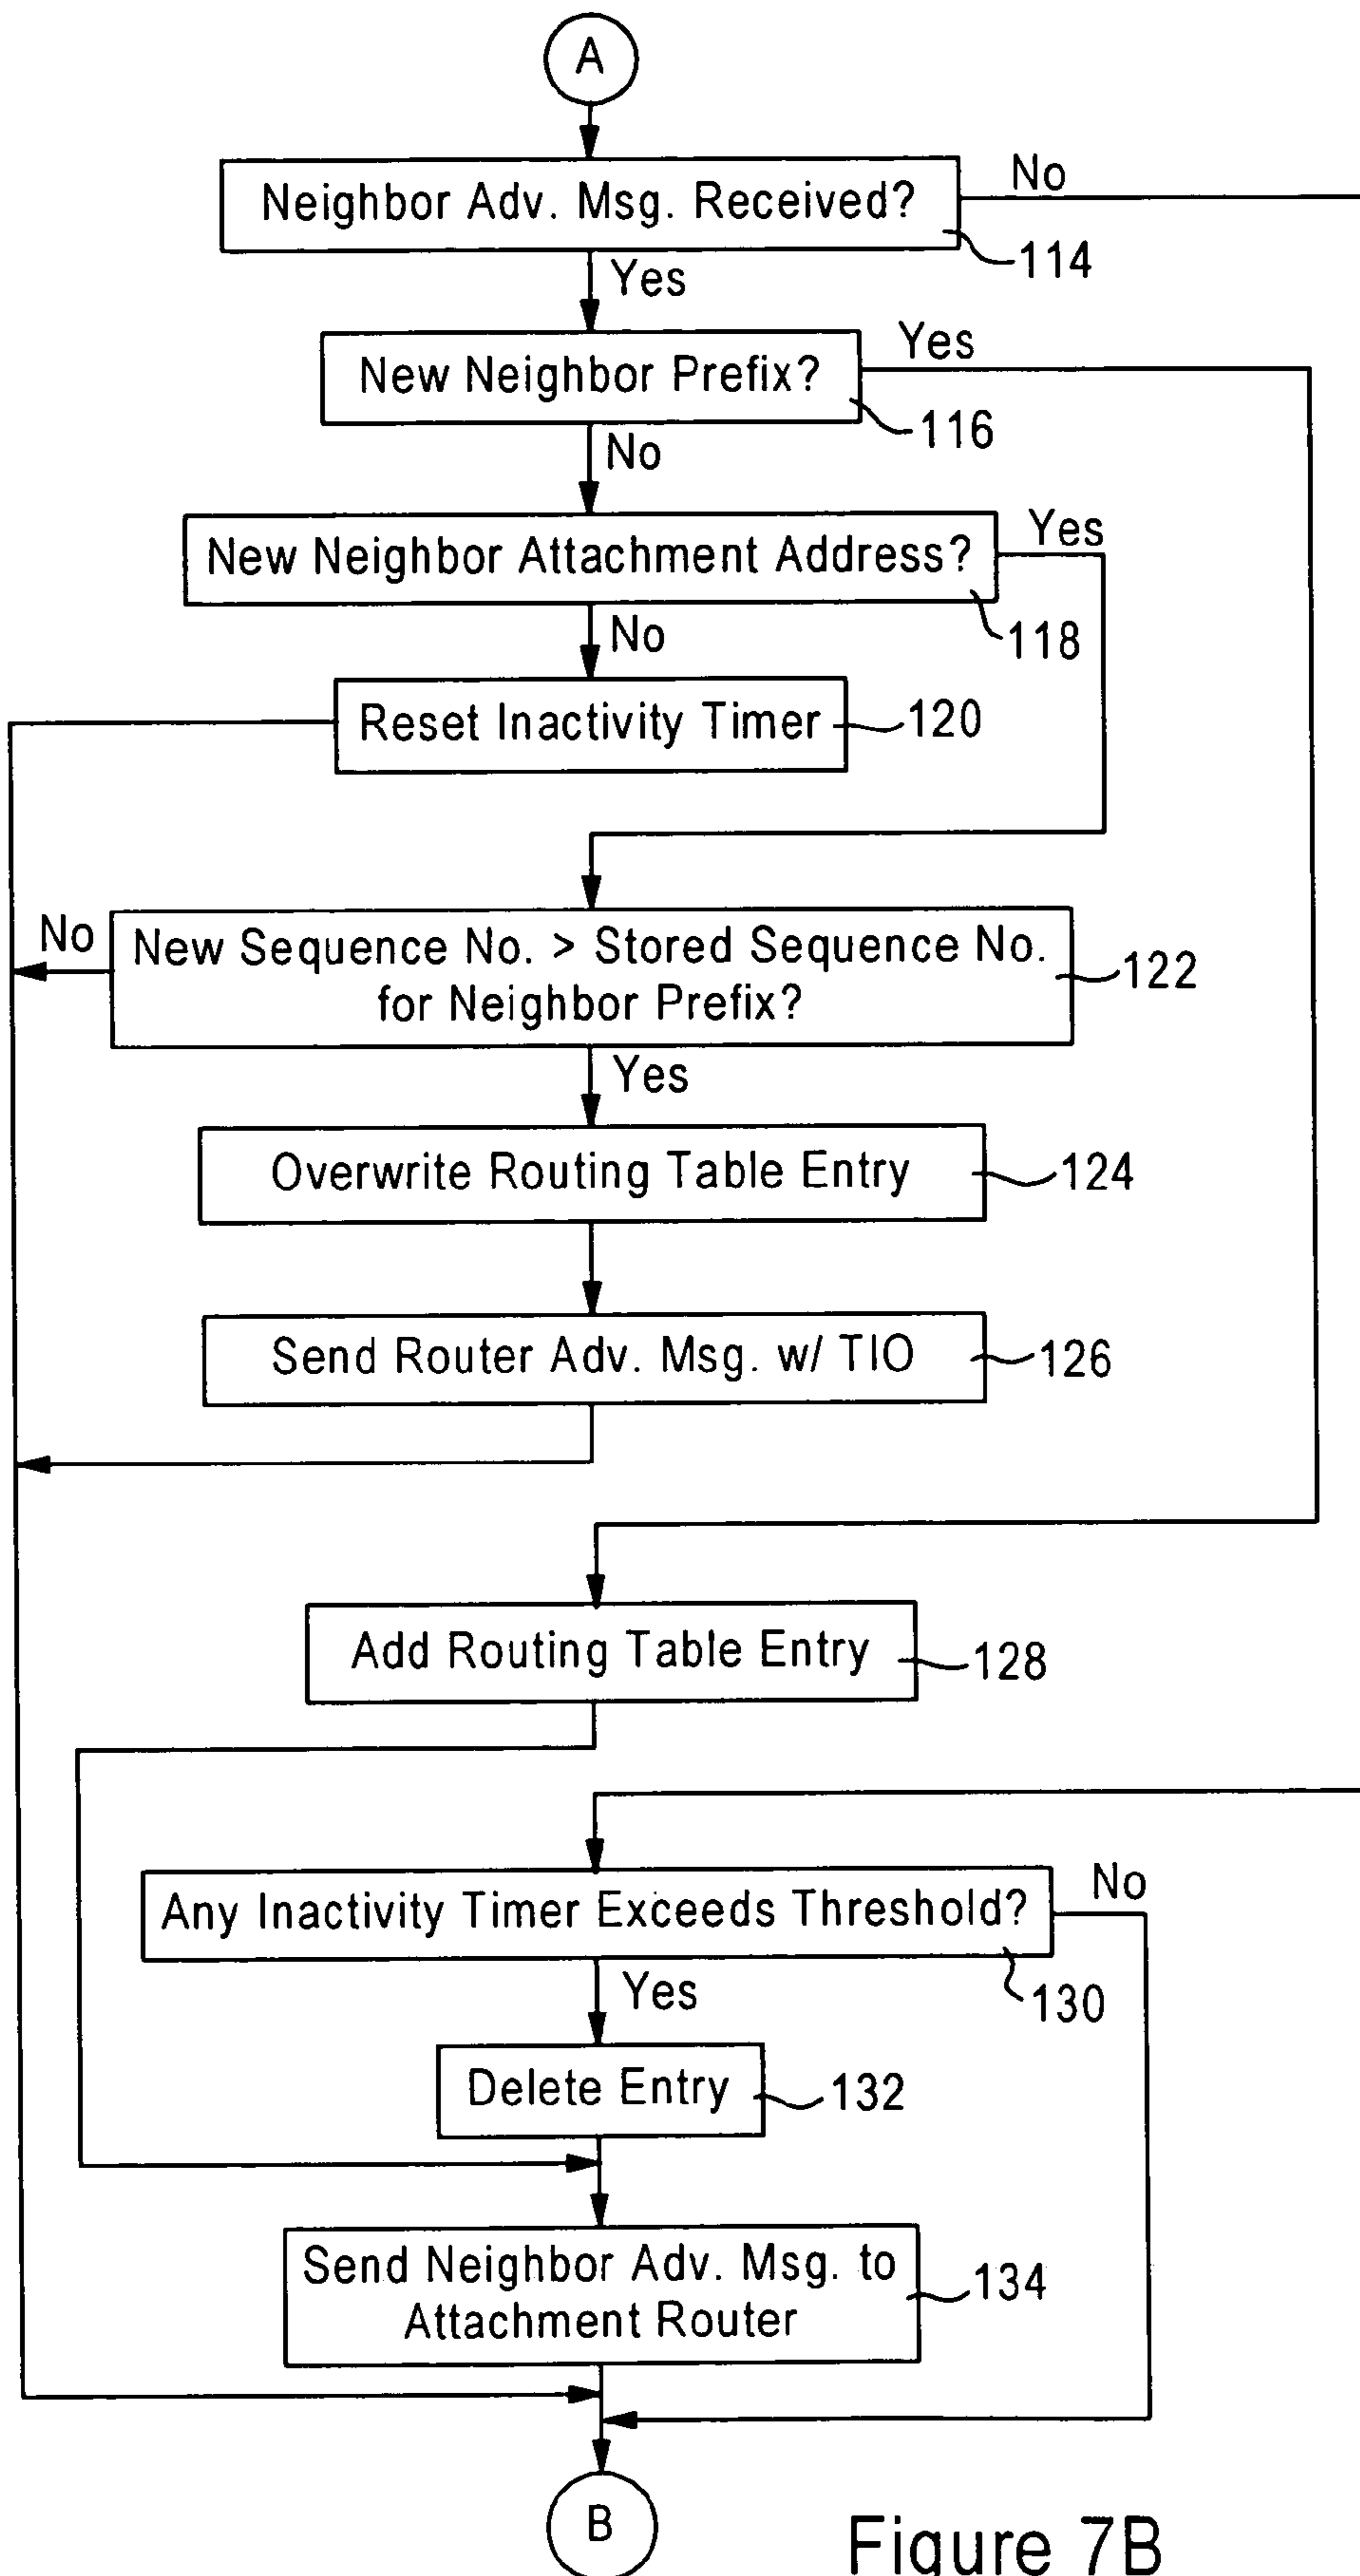 A
Neighbor Adv. Msg. Received?
No
114
Yes
New Neighbor Prefix?
Yes
116
No
New Neighbor Attachment Address?
Yes
118
No
Reset Inactivity Timer
120
No
New Sequence No. > Stored Sequence No.
for Neighbor Prefix?
122
Yes
Overwrite Routing Table Entry
124
Send Router Adv. Msg. w/ TIO
126
Add Routing Table Entry
128
Any Inactivity Timer Exceeds Threshold?
No
130
Yes
Delete Entry
132
Send Neighbor Adv. Msg. to
Attachment Router
134
B
Figure 7B